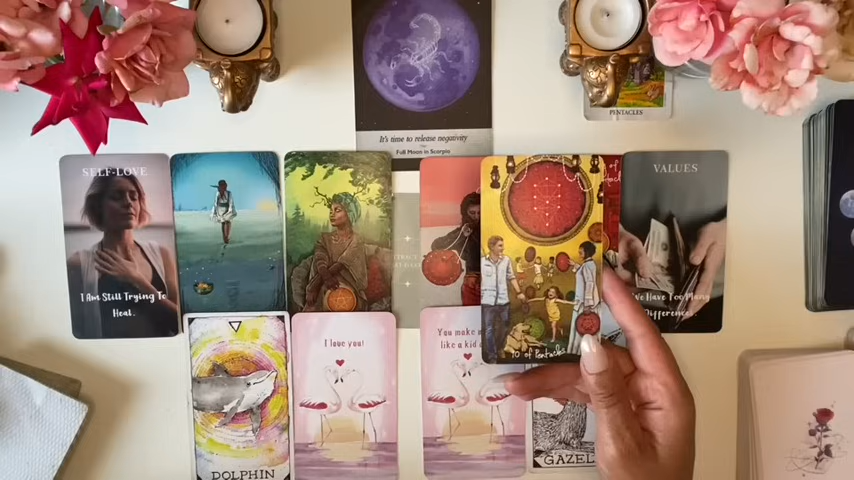 It's time to release negativity
Full Moon in Scorpio
PENTACLES
SELF-LOVE
I Am Still Trying To
Heal.
VALUES
We Have Too Many
Differences.
10 of Pentacles
I love you!
You make
like a kid
DOLPHIN
GAZEL